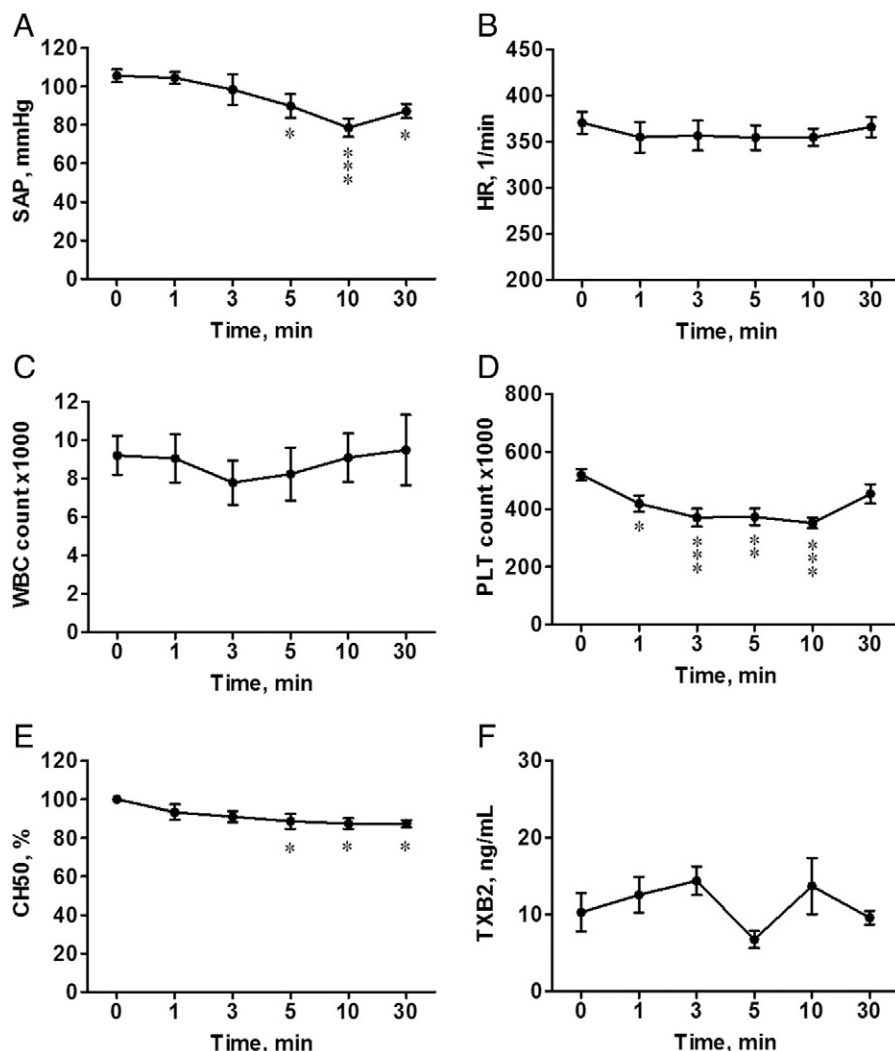 A
SAP, mmHg
120
100
80
60
40
20
0
*
***
*
0 1 3 5 10 30
Time, min
B
HR, 1/min
450
400
350
300
250
200
0 1 3 5 10 30
Time, min
C
WBC count x1000
12
10
8
6
4
2
0
0 1 3 5 10 30
Time, min
D
PLT count x1000
800
600
400
200
0
*
***
**
***
0 1 3 5 10 30
Time, min
E
CH50, %
120
100
80
60
40
20
0
* * *
0 1 3 5 10 30
Time, min
F
TXB2, ng/mL
30
20
10
0
0 1 3 5 10 30
Time, min